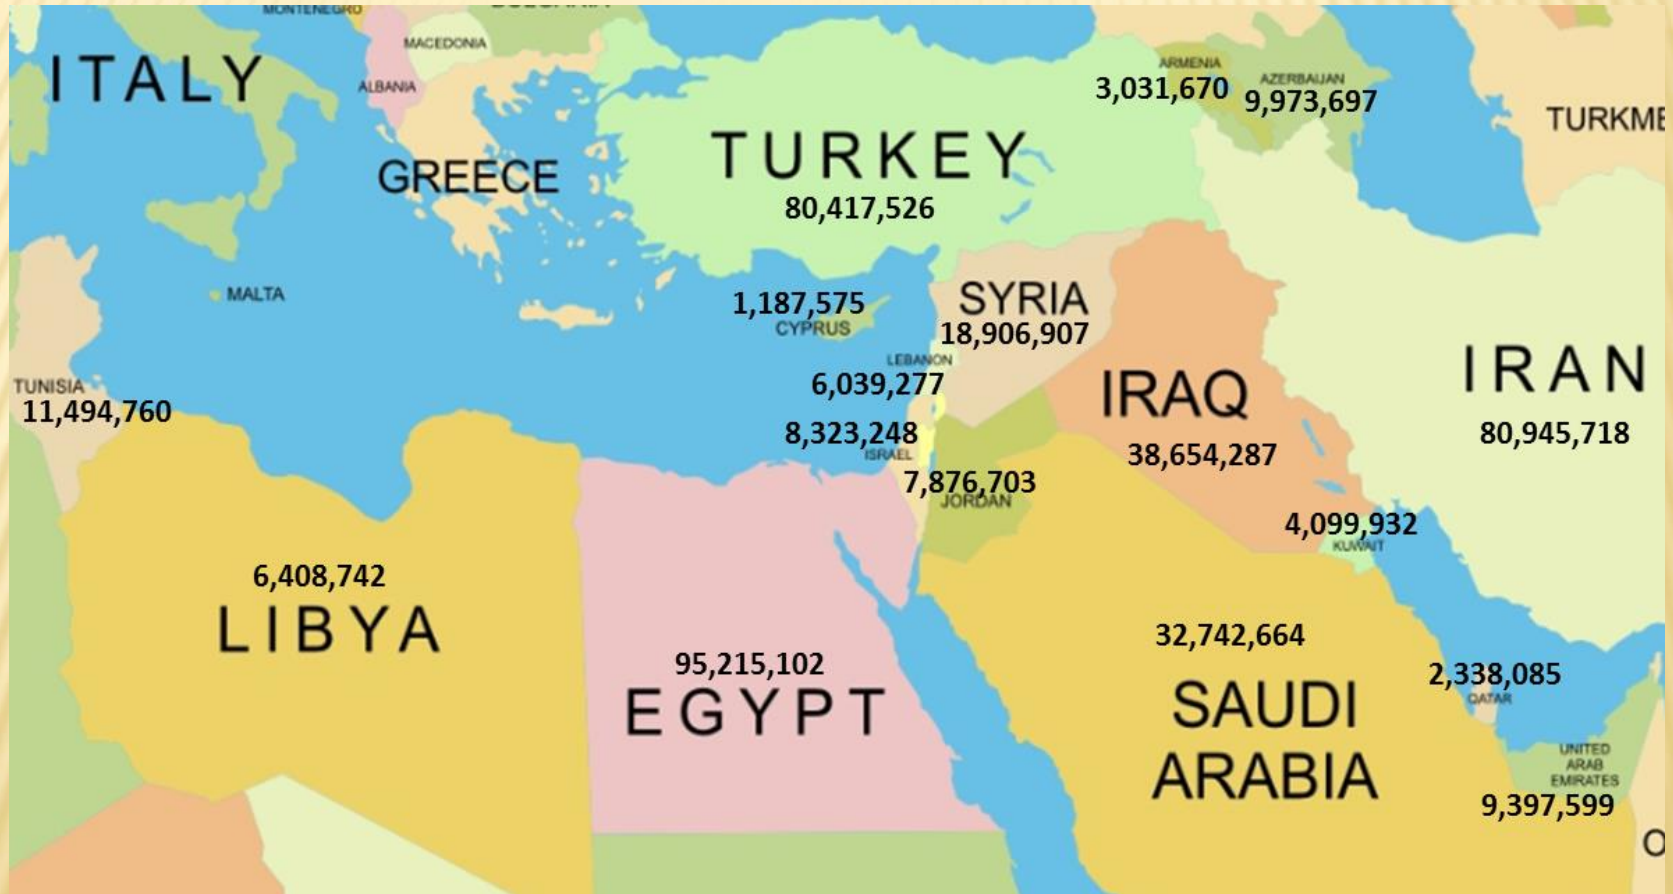 MONTENEGRO
ITALY
MACEDONIA
ALBANIA
GREECE
TURKEY
80,417,526
ARMENIA
3,031,670
AZERBAIJAN
9,973,697
TURKME
MALTA
1,187,575
CYPRUS
SYRIA
18,906,907
LEBANON
6,039,277
TUNISIA
11,494,760
IRAQ
38,654,287
IRAN
80,945,718
8,323,248
ISRAEL
7,876,703
JORDAN
4,099,932
KUWAIT
6,408,742
LIBYA
95,215,102
EGYPT
32,742,664
SAUDI
ARABIA
2,338,085
QATAR
UNITED
ARAB
EMIRATES
9,397,599
O